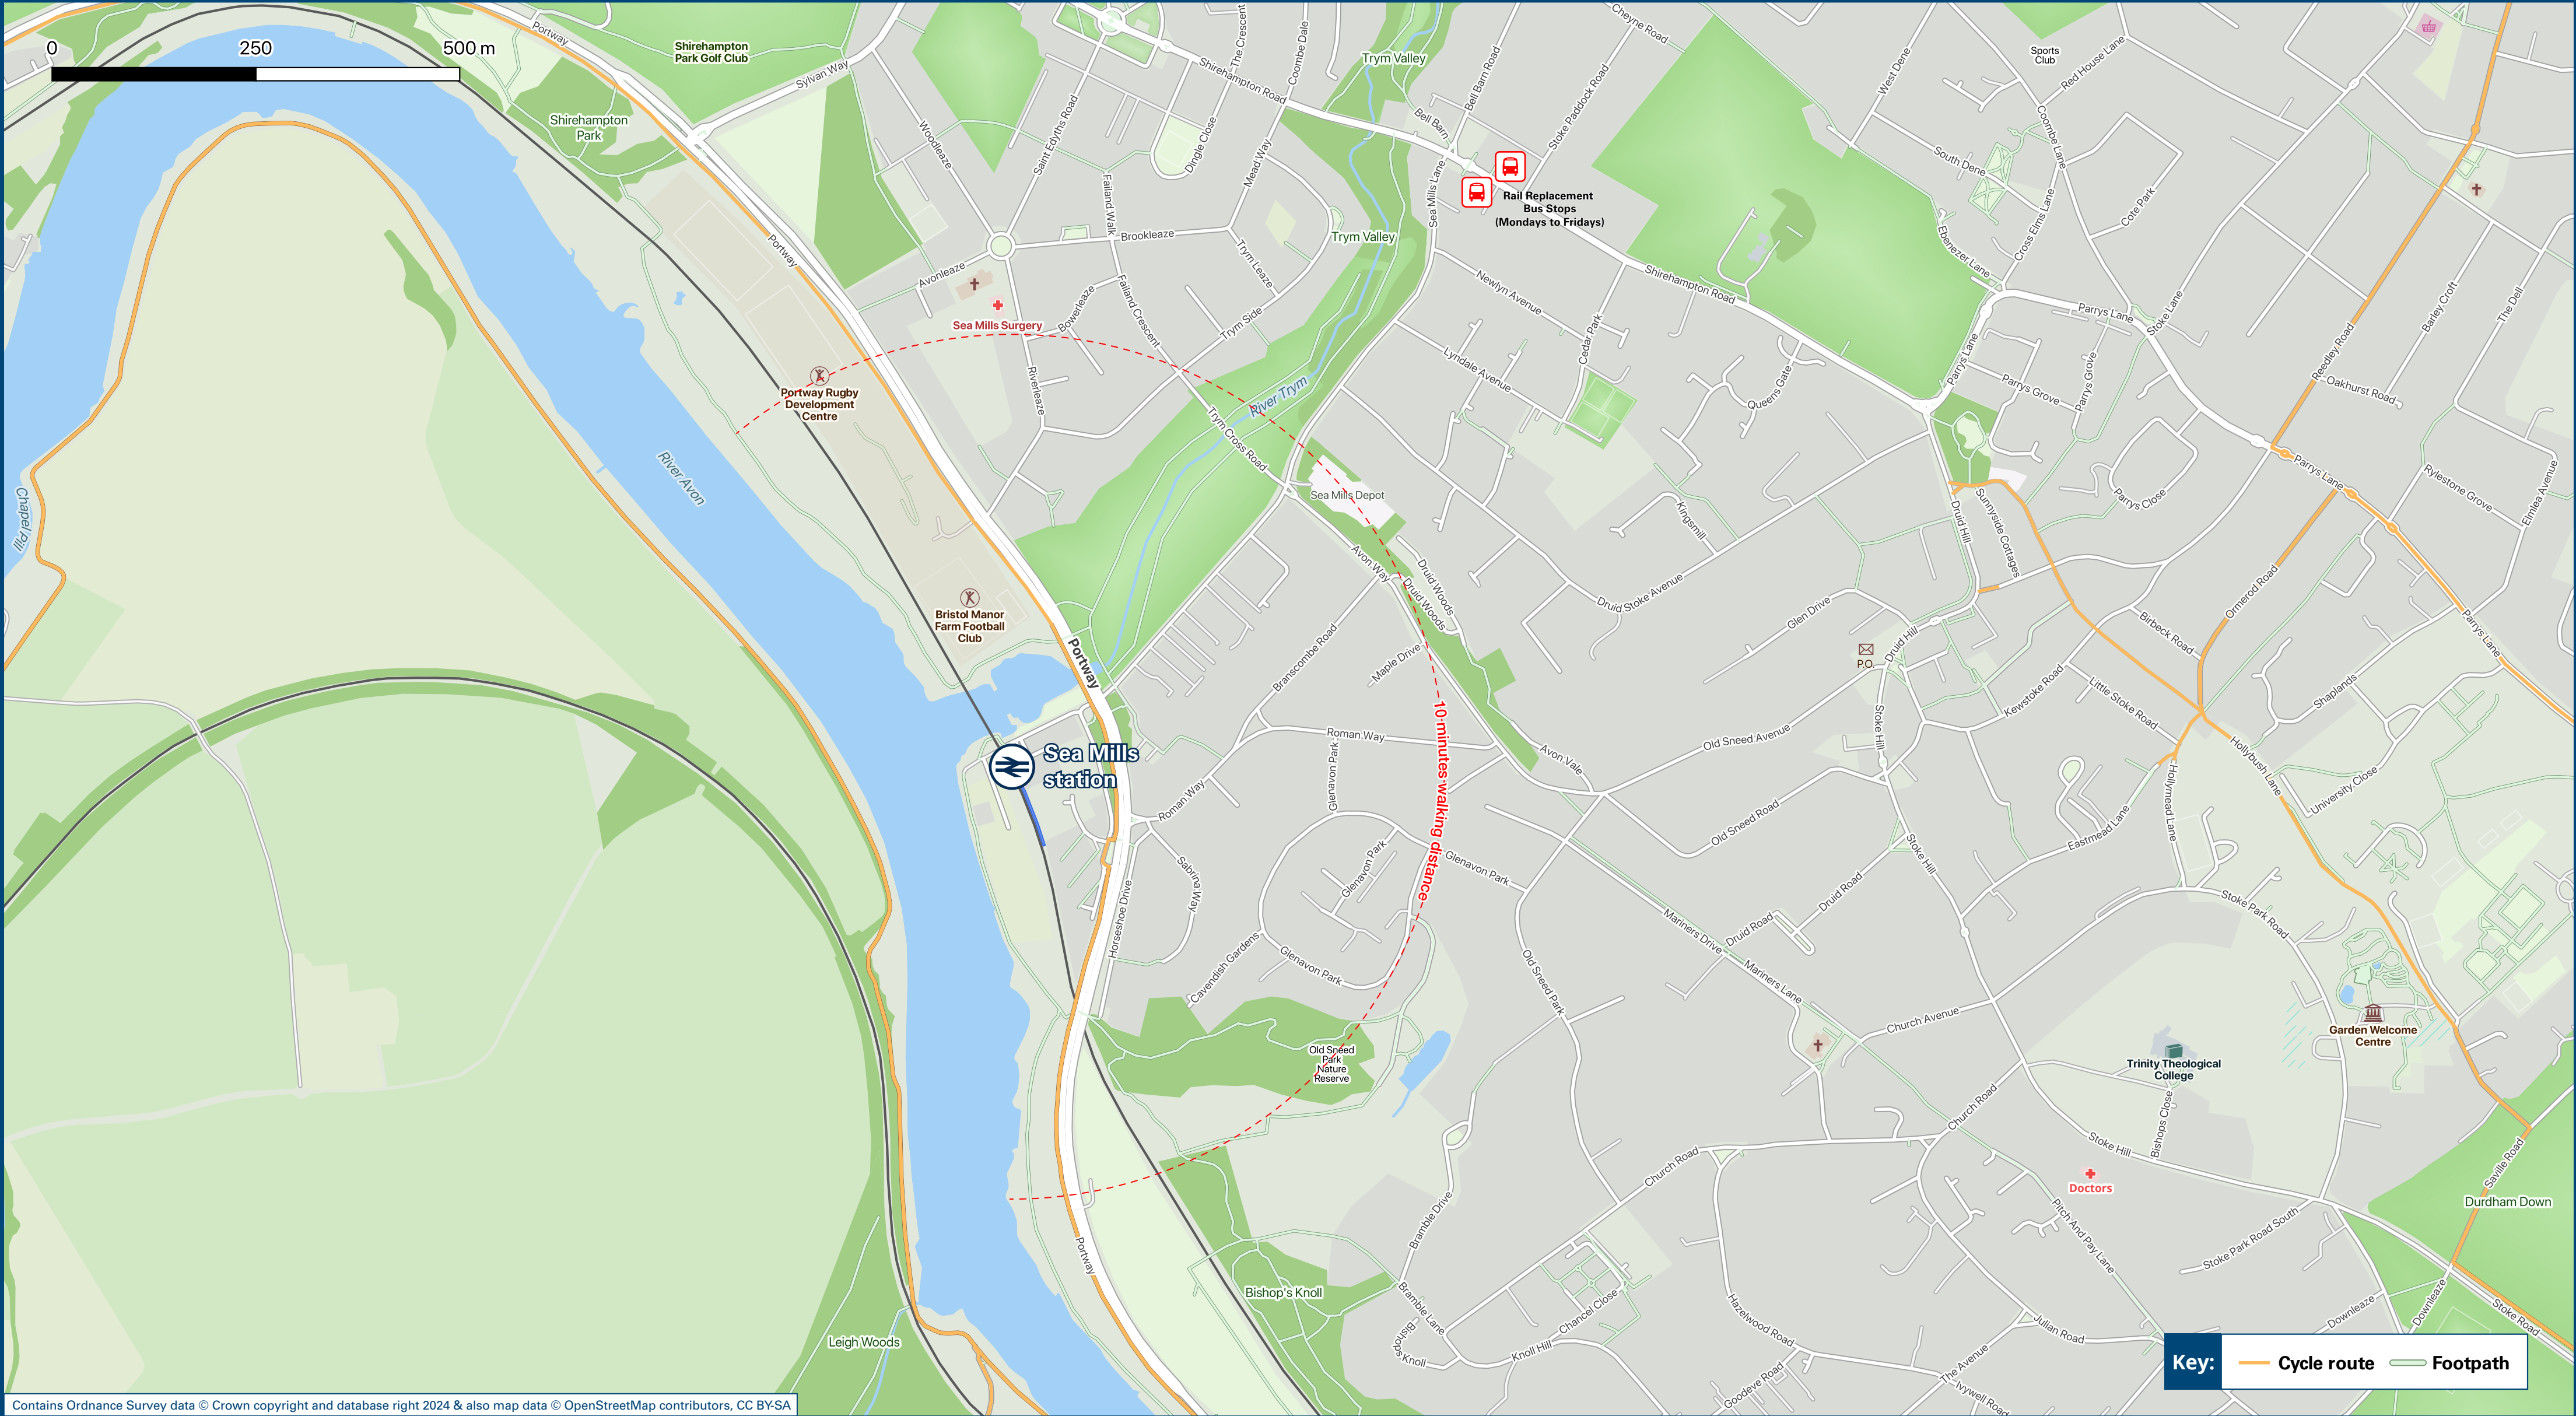 0 250 500 m
Portway
Shirehampton
Park Golf Club
Sylvan Way
Shirehampton
Park
Woodleaze
Saint Edyths Road
The Crescent
Coombe Dale
Shirehampton Road
Dingle Close
Mead Way
Failand Walk
Trym Valley
Bell Barn Road
Bell Barn
Cheyne Road
Stoke Paddock Road
Sea Mills Lane
Rail Replacement
Bus Stops
(Mondays to Fridays)
West Dene
Sports
Club
Red House Lane
Coombe Lane
South Dene
Cross Elms Lane
Cote Park
Ebenezer Lane
Portway
Brookleaze
Avonleaze
Trym Leaze
Trym Valley
Sea Mills Surgery
Bowerleaze
Failand Crescent
Trym Side
Newlyn Avenue
Shirehampton Road
Lyndale Avenue
Cedar Park
Queens Gate
Parrys Lane
Stoke Lane
Parrys Lane
Parrys Grove
Parrys Grove
Reedley Road
Barley Croft
The Dell
Oakhurst Road
Portway Rugby
Development
Centre
Riverleaze
River Trym
Trym Cross Road
River Avon
Chapel Pill
Sea Mills Depot
Kingsmill
Druid Hill
Sunnyside Cottages
Parrys Close
Parrys Lane
Rylestone Grove
Elmlea Avenue
Avon Way
Druid Woods
Druid Woods
Druid Stoke Avenue
Glen Drive
Druid Hill
P.O.
Birbeck Road
Ormerod Road
Parrys Lane
Bristol Manor
Farm Football
Club
Portway
Branscombe Road
Maple Drive
Kewstoke Road
Little Stoke Road
Shaplands
Sea Mills
station
Roman Way
Glenavon Park
10 minutes walking distance
Avon Vale
Old Sneed Avenue
Stoke Hill
Hollybush Lane
University Close
Hollymead Lane
Eastmead Lane
Roman Way
Sabrina Way
Horseshoe Drive
Glenavon Park
Glenavon Park
Old Sneed Road
Druid Road
Stoke Hill
Stoke Park Road
Mariners Drive
Druid Road
Cavendish Gardens
Glenavon Park
Old Sneed Park
Mariners Lane
Church Avenue
Garden Welcome
Centre
Old Sneed
Park
Nature
Reserve
Trinity Theological
College
Bishops Close
Church Road
Stoke Hill
Church Road
Doctors
Saville Road
Durdham Down
Portway
Bramble Drive
Pitch And Pay Lane
Stoke Park Road South
Bishop's Knoll
Bramble Lane
Bishops Knoll
Knoll Hill
Chancel Close
Hazelwood Road
Julian Road
Downleaze
Downleaze
Stoke Road
Leigh Woods
Goodeve Road
The Avenue
Ivywell Road
Key: Cycle route Footpath
Contains Ordnance Survey data © Crown copyright and database right 2024 & also map data © OpenStreetMap contributors, CC BY-SA